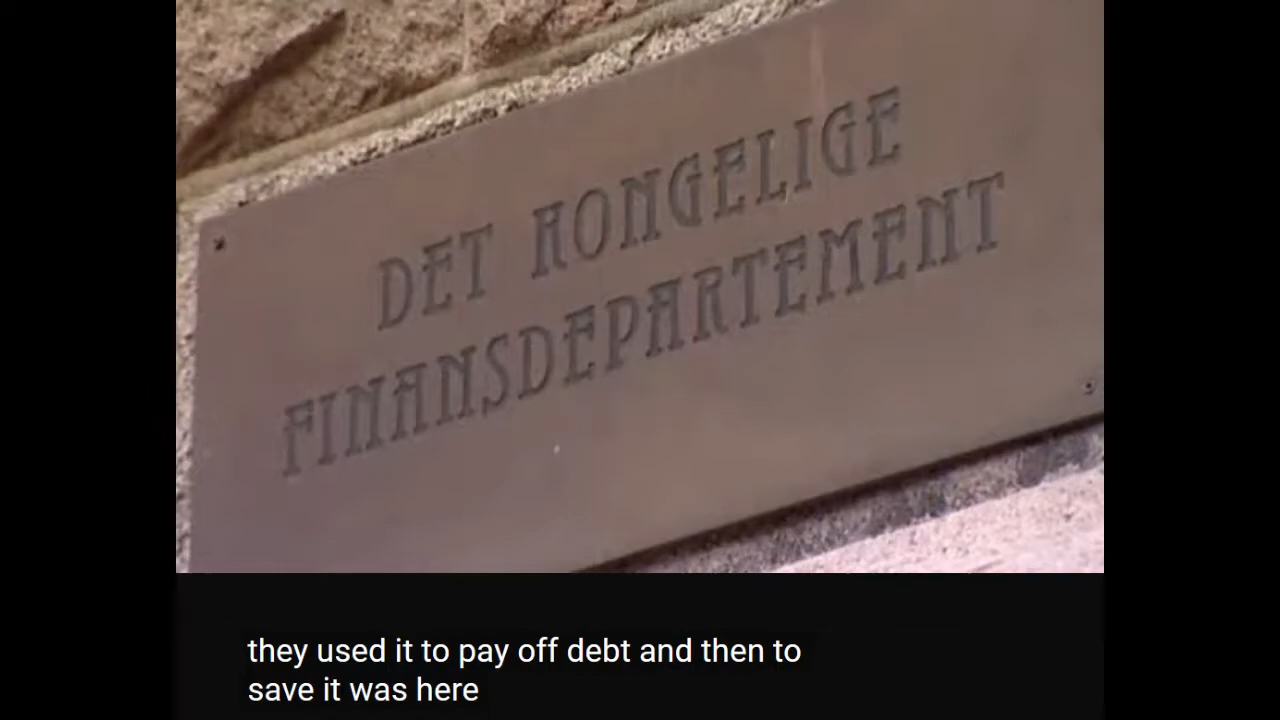 DET KONGELIGE
FINANSDEPARTEMENT
they used it to pay off debt and then to
save it was here